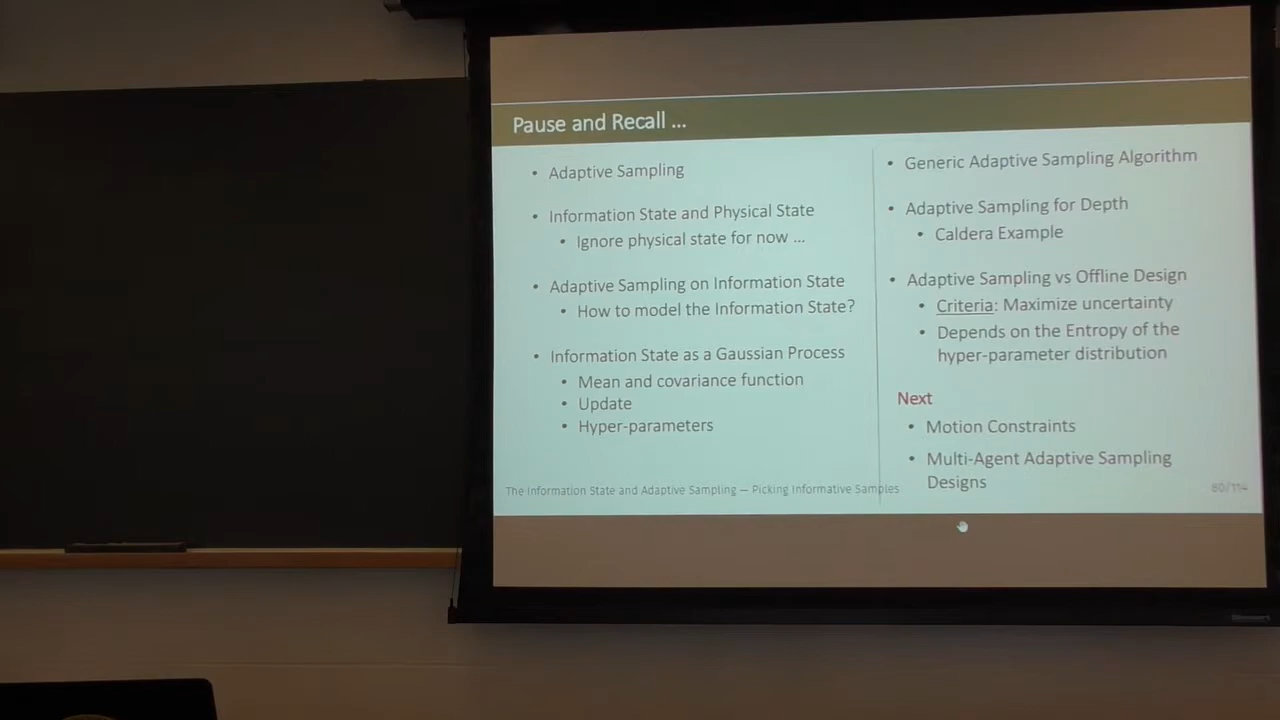 Pause and Recall ...
• Adaptive Sampling
• Information State and Physical State
• Ignore physical state for now ...
• Adaptive Sampling on Information State
• How to model the Information State?
• Information State as a Gaussian Process
• Mean and covariance function
• Update
• Hyper-parameters
• Generic Adaptive Sampling Algorithm
• Adaptive Sampling for Depth
• Caldera Example
• Adaptive Sampling vs Offline Design
• Criteria: Maximize uncertainty
• Depends on the Entropy of the
hyper-parameter distribution
Next
• Motion Constraints
• Multi-Agent Adaptive Sampling
Designs
The Information State and Adaptive Sampling — Picking Informative Samples
60/114